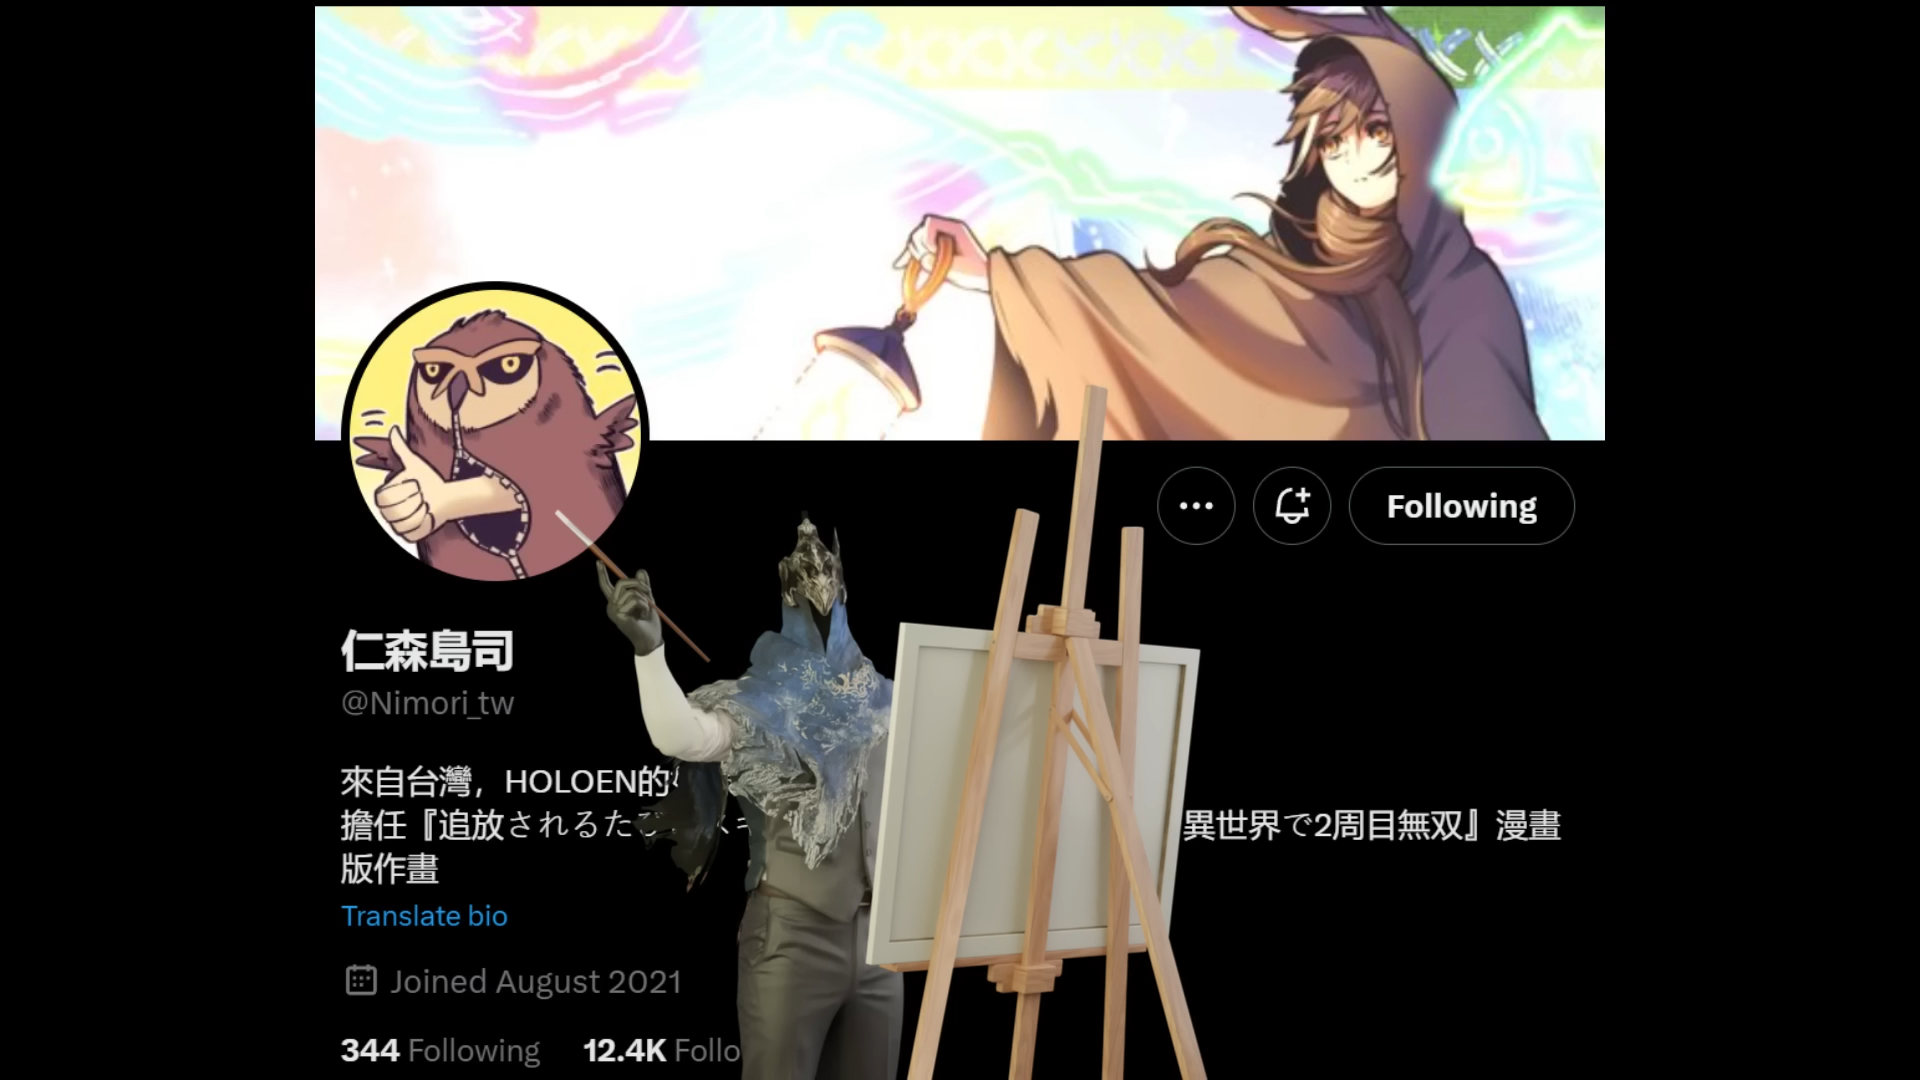 Following
仁森島司
@Nimori_tw
來自台灣，HOLOEN的
擔任『追放されるた 異世界で2周目無双』漫畫
版作畫
Translate bio
Joined August 2021
344 Following 12.4K Follo